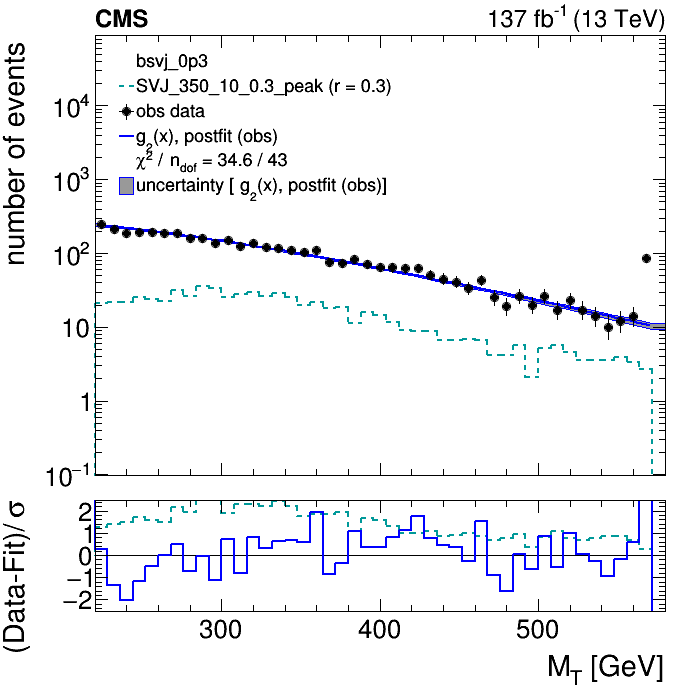 CMS 137 fb⁻¹ (13 TeV)
bsvj_0p3
SVJ_350_10_0.3_peak (r = 0.3)
obs data
g₂(x), postfit (obs)
χ² / n_dof = 34.6 / 43
uncertainty [ g₂(x), postfit (obs)]
number of events
10⁴
10³
10²
10
1
10⁻¹
(Data-Fit)/σ
2
1
0
−1
−2
300 400 500
M_T [GeV]